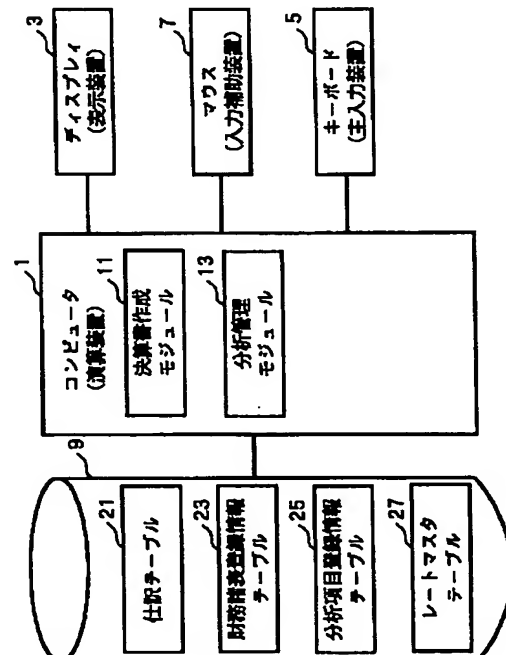 1
コンピュータ
(演算装置)
11
決算書作成
モジュール
13
分析管理
モジュール
3
ディスプレイ
(表示装置)
7
マウス
(入力補助装置)
5
キーボード
(主入力装置)
9
21
仕訳テーブル
23
財務諸表登録情報
テーブル
25
分析項目登録情報
テーブル
27
レートマスタ
テーブル